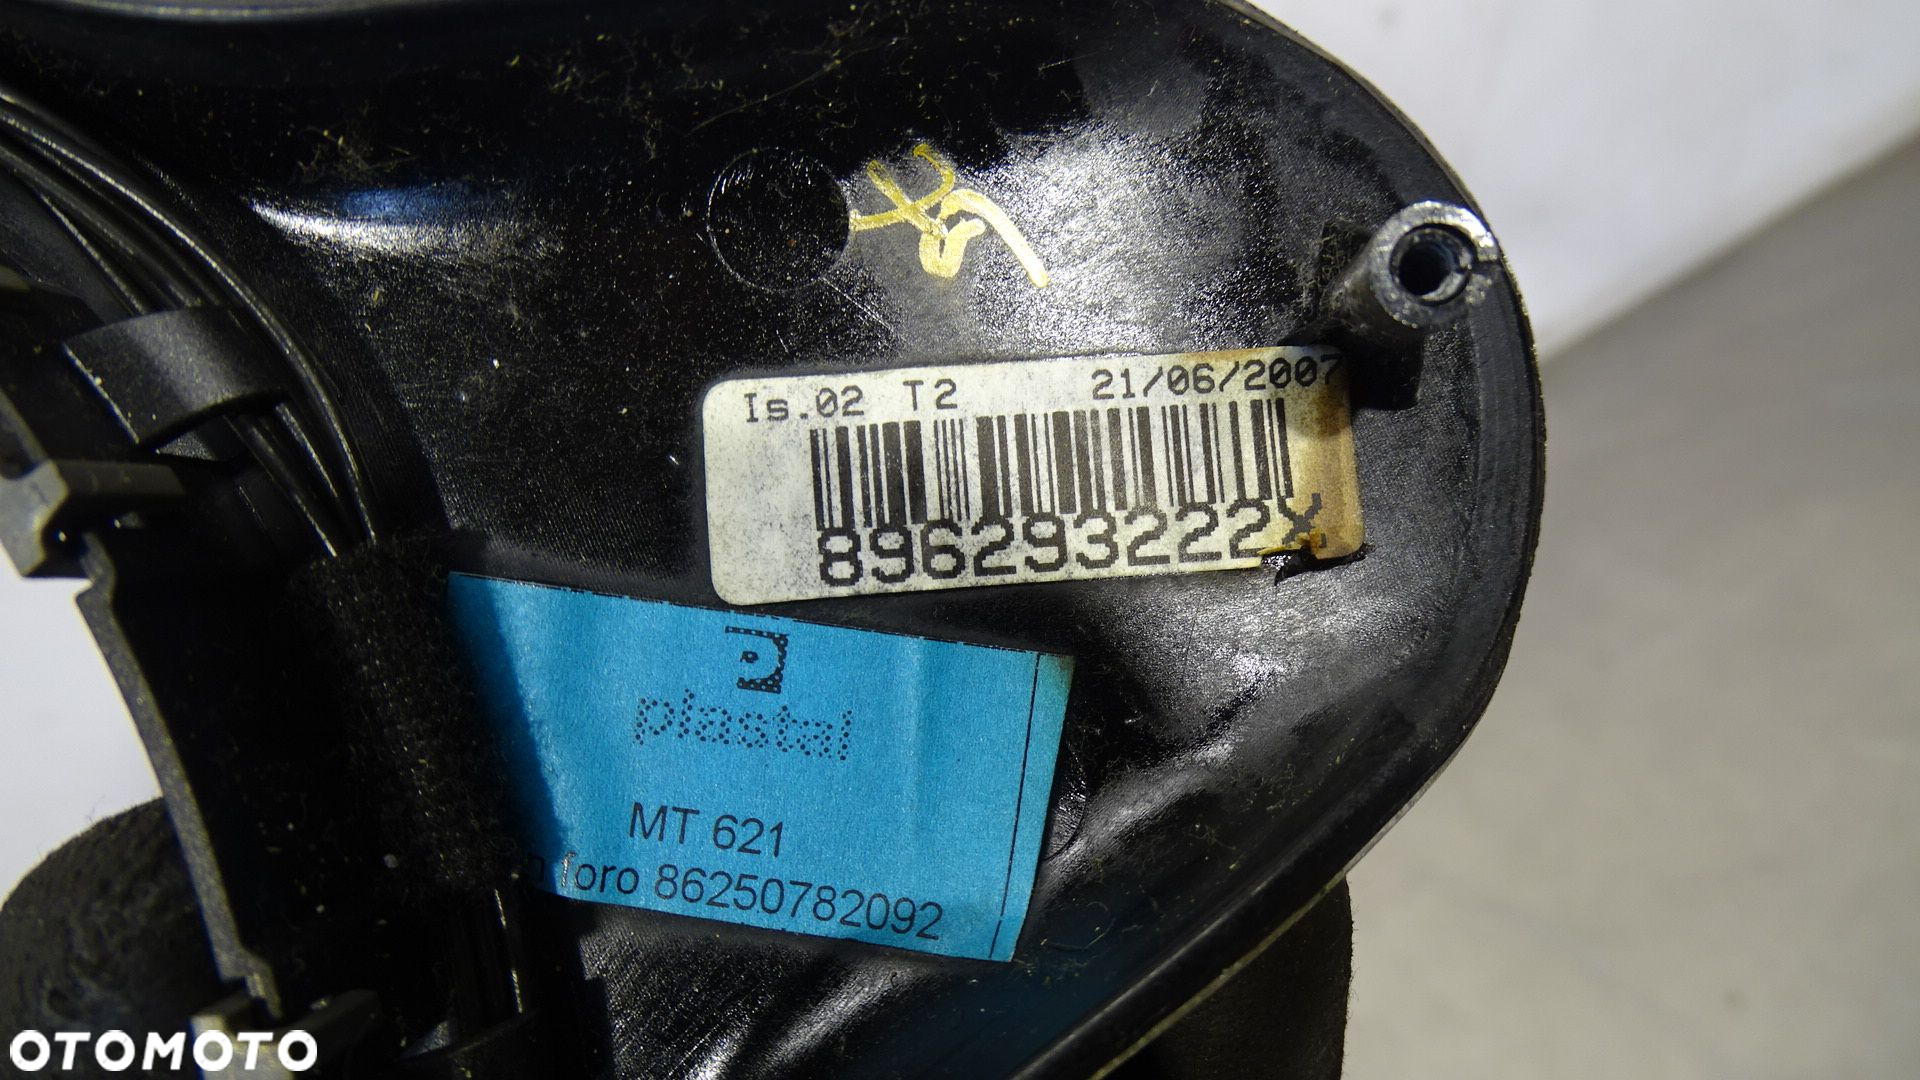 Is.02 T2 21/06/2007
896293222X
plastal
MT 621
foro 86250782092
OTOMOTO